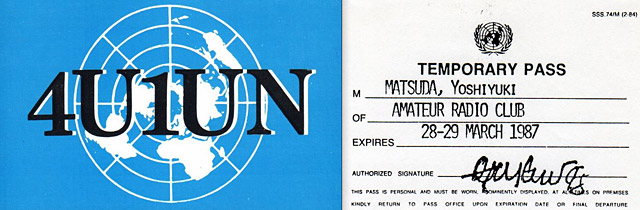 4U1UN
SSS. 74/M (2-84)
TEMPORARY PASS
M MATSUDA, Yoshiyuki
OF AMATEUR RADIO CLUB
EXPIRES 28-29 MARCH 1987
AUTHORIZED SIGNATURE
THIS PASS IS PERSONAL AND MUST BE WORN, DISPLAYED, AT ALL TIMES ON PREMISES
KINDLY RETURN TO PASS OFFICE UPON EXPIRATION DATE OR FINAL DEPARTURE